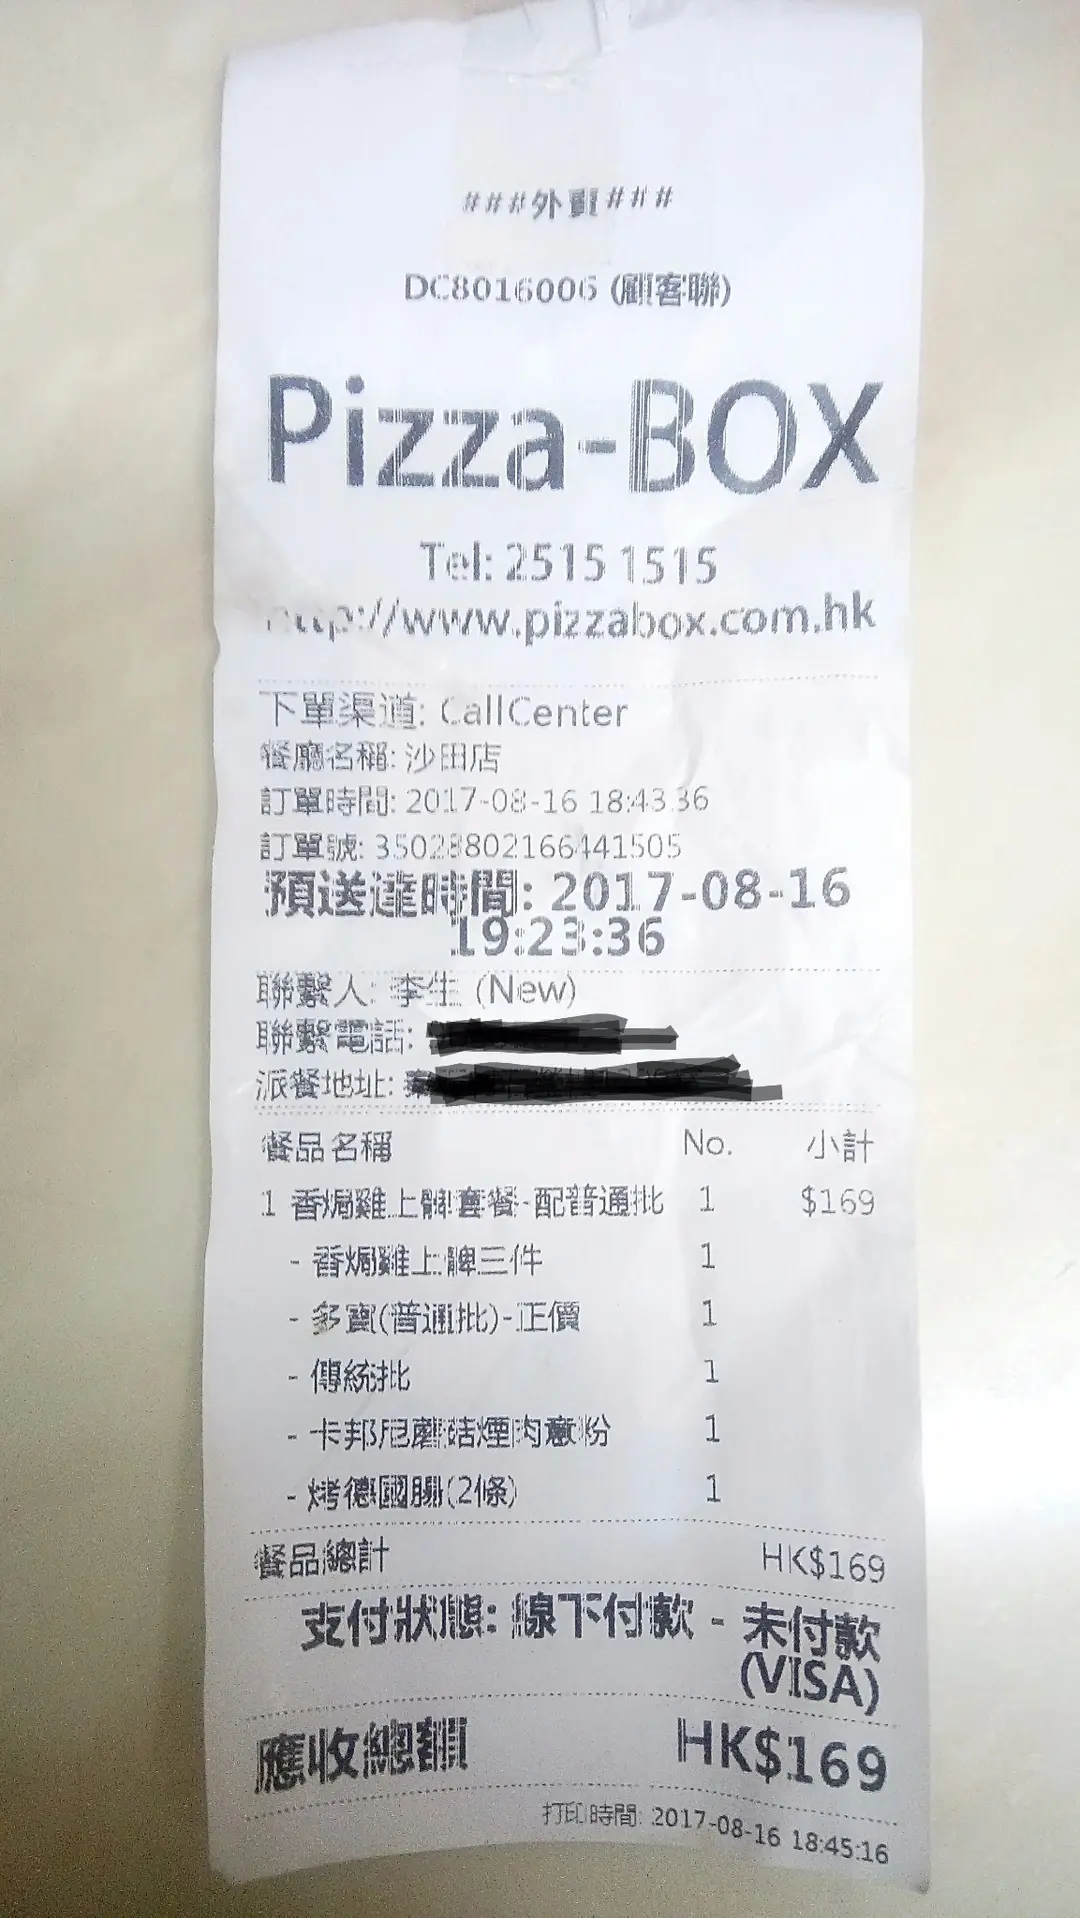 ###外賣###
DC8016006 (顧客聯)
Pizza-BOX
Tel: 2515 1515
http://www.pizzabox.com.hk
下單渠道: CallCenter
餐廳名稱: 沙田店
訂單時間: 2017-08-16 18:43:36
訂單號: 35028802166441505
預送達時間: 2017-08-16
19:23:36
聯繫人: 李生 (New)
聯繫電話:
派餐地址:
餐品名稱 No. 小計
1 香焗雞上髀套餐-配普通批 1 $169
- 香焗雞上髀三件 1
- 多寶(普通批)-正價 1
- 傳統批 1
- 卡邦尼蘑菇煙肉意粉 1
- 烤德國腸(2條) 1
餐品總計 HK$169
支付狀態: 線下付款 - 未付款
(VISA)
應收總額 HK$169
打印時間: 2017-08-16 18:45:16